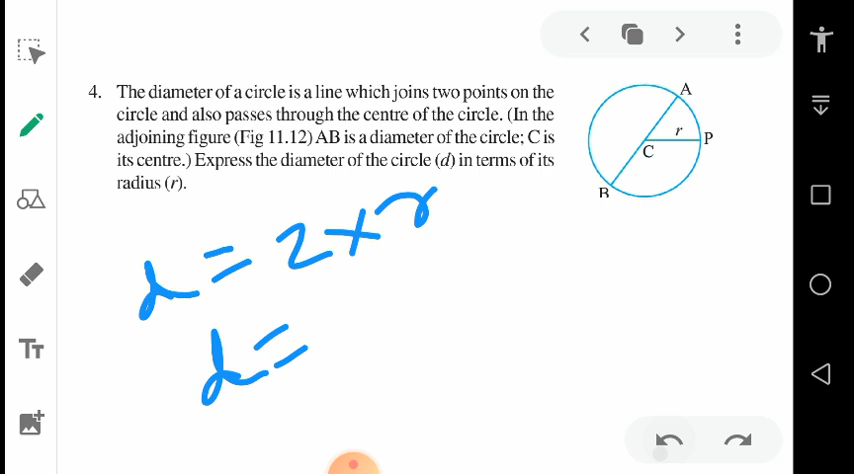 4. The diameter of a circle is a line which joins two points on the
circle and also passes through the centre of the circle. (In the
adjoining figure (Fig 11.12) AB is a diameter of the circle; C is
its centre.) Express the diameter of the circle (d) in terms of its
radius (r).
A
r
P
C
B
d = 2 × r
d =
TT